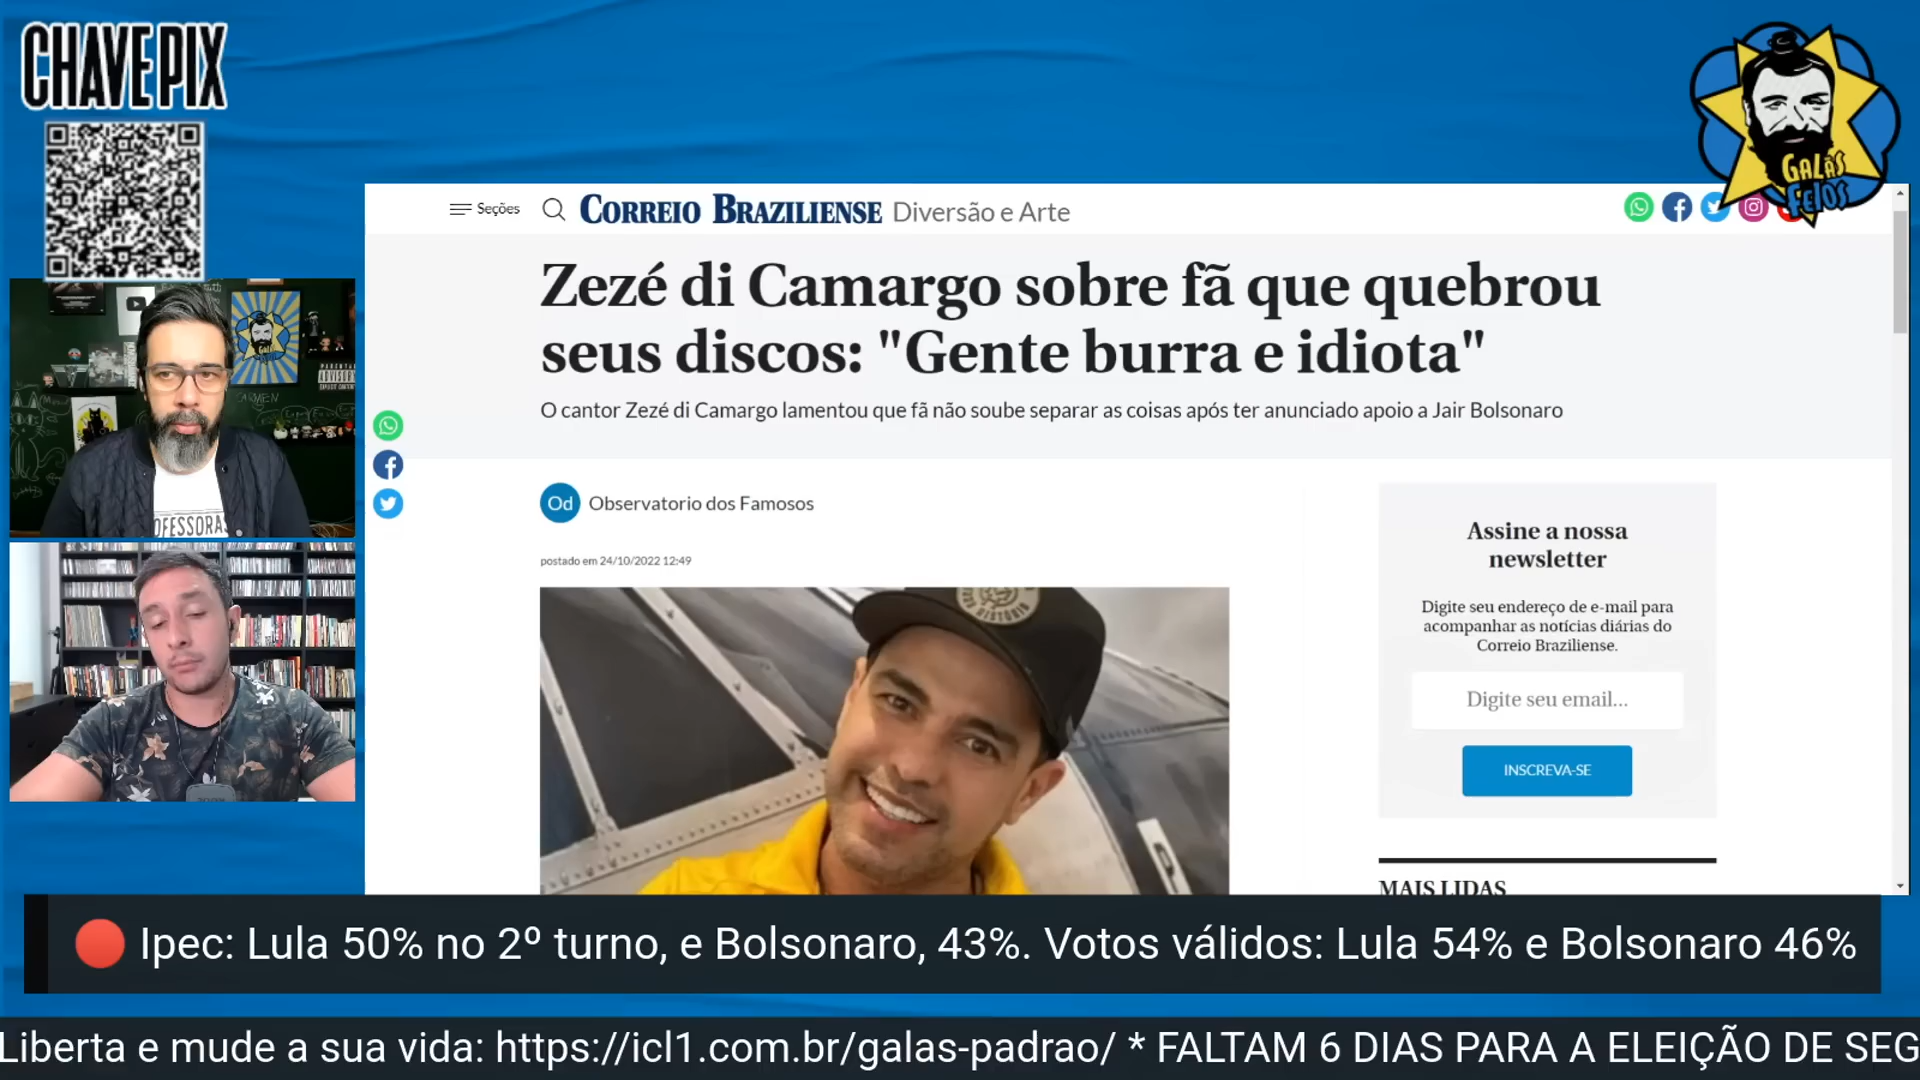 CHAVE PIX
GALÃS
FEIOS
Seções
CORREIO BRAZILIENSE Diversão e Arte
Zezé di Camargo sobre fã que quebrou
seus discos: "Gente burra e idiota"
O cantor Zezé di Camargo lamentou que fã não soube separar as coisas após ter anunciado apoio a Jair Bolsonaro
Od Observatorio dos Famosos
postado em 24/10/2022 12:49
Assine a nossa
newsletter
Digite seu endereço de e-mail para
acompanhar as notícias diárias do
Correio Braziliense.
Digite seu email...
INSCREVA-SE
MAIS LIDAS
OFESSORAS
Ipec: Lula 50% no 2º turno, e Bolsonaro, 43%. Votos válidos: Lula 54% e Bolsonaro 46%
Liberta e mude a sua vida: https://icl1.com.br/galas-padrao/ * FALTAM 6 DIAS PARA A ELEIÇÃO DE SEG